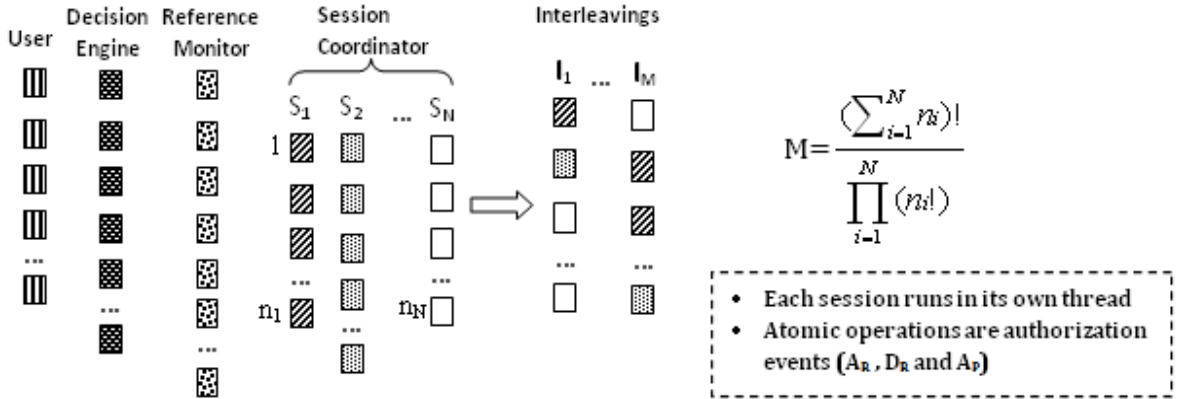 User
Decision
Engine
Reference
Monitor
Session
Coordinator
Interleavings
S1 S2 ... SN
I1 ... IM
1
...
...
...
...
...
...
...
...
n1
nN
M= (∑_{i=1}^{N} ni)! / ∏_{i=1}^{N} (ni!)
• Each session runs in its own thread
• Atomic operations are authorization
events (AR , DR and AP)